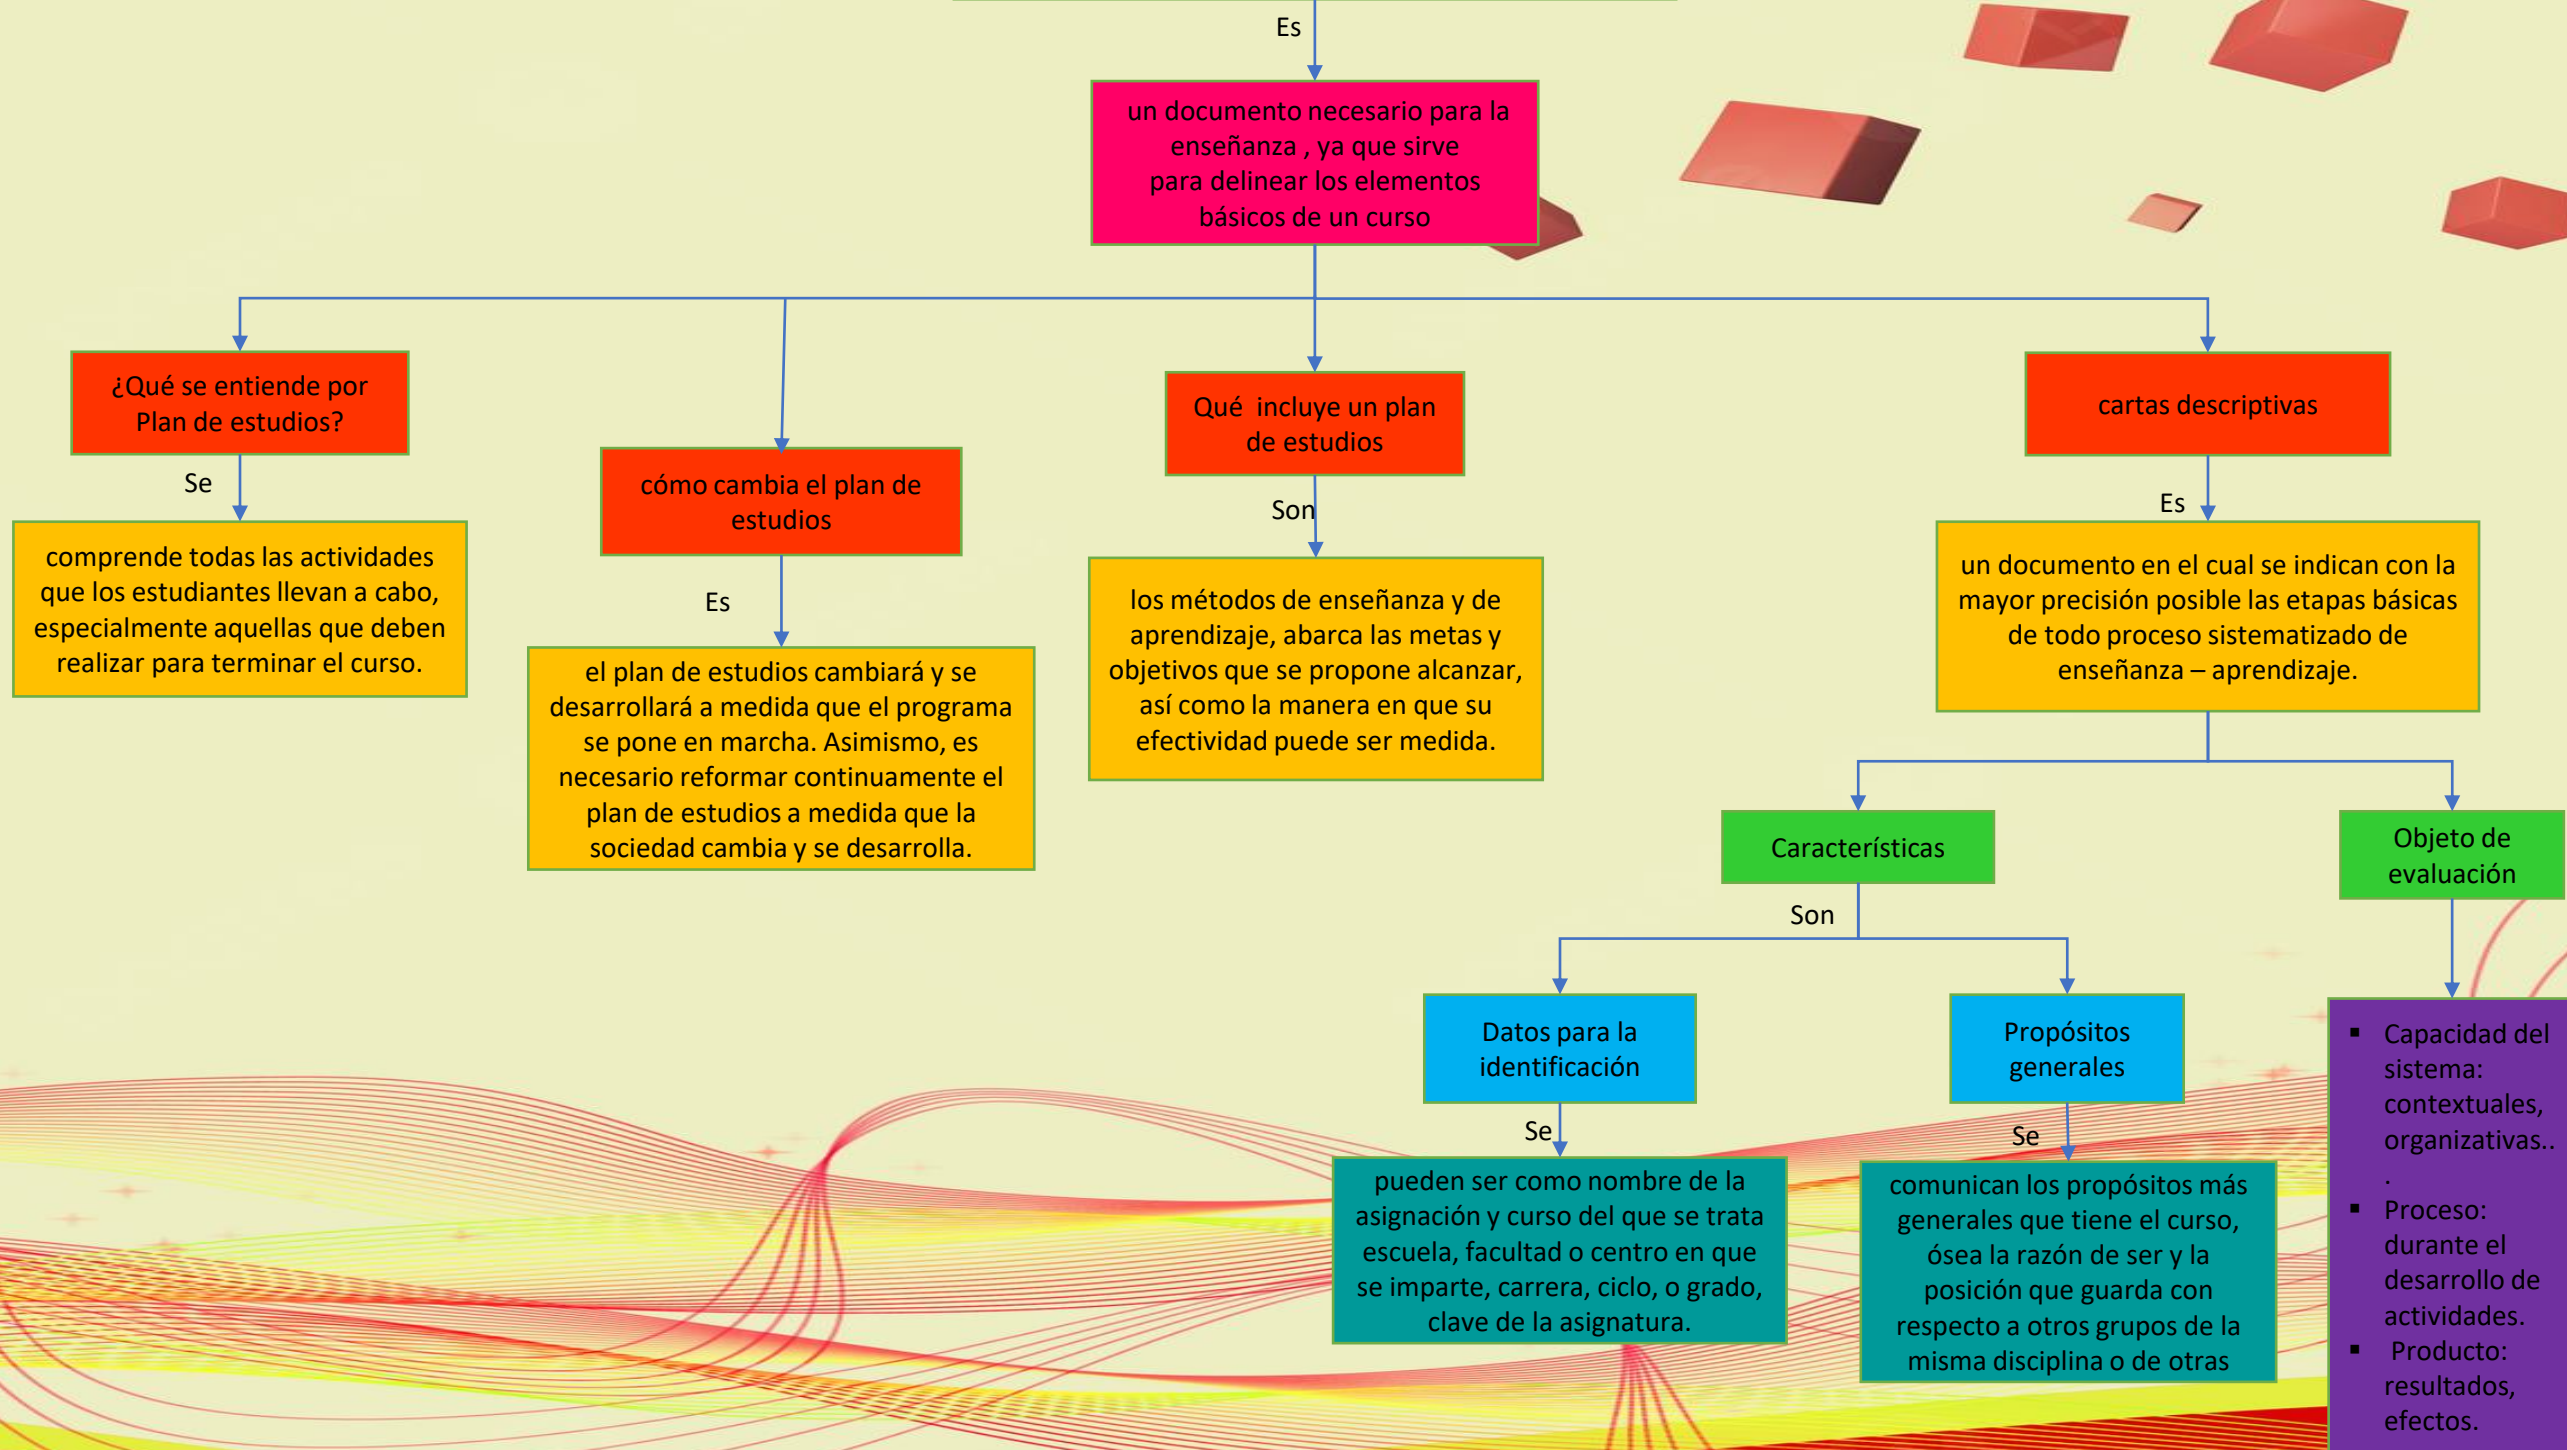 Es
un documento necesario para la
enseñanza , ya que sirve
para delinear los elementos
básicos de un curso
¿Qué se entiende por
Plan de estudios?
Se
comprende todas las actividades
que los estudiantes llevan a cabo,
especialmente aquellas que deben
realizar para terminar el curso.
cómo cambia el plan de
estudios
Es
el plan de estudios cambiará y se
desarrollará a medida que el programa
se pone en marcha. Asimismo, es
necesario reformar continuamente el
plan de estudios a medida que la
sociedad cambia y se desarrolla.
Qué  incluye un plan
de estudios
Son
los métodos de enseñanza y de
aprendizaje, abarca las metas y
objetivos que se propone alcanzar,
así como la manera en que su
efectividad puede ser medida.
cartas descriptivas
Es
un documento en el cual se indican con la
mayor precisión posible las etapas básicas
de todo proceso sistematizado de
enseñanza – aprendizaje.
Características
Son
Datos para la
identificación
Se
pueden ser como nombre de la
asignación y curso del que se trata
escuela, facultad o centro en que
se imparte, carrera, ciclo, o grado,
clave de la asignatura.
Propósitos
generales
Se
comunican los propósitos más
generales que tiene el curso,
ósea la razón de ser y la
posición que guarda con
respecto a otros grupos de la
misma disciplina o de otras
Objeto de
evaluación
▪ Capacidad del
sistema:
contextuales,
organizativas..
.
▪ Proceso:
durante el
desarrollo de
actividades.
▪ Producto:
resultados,
efectos.